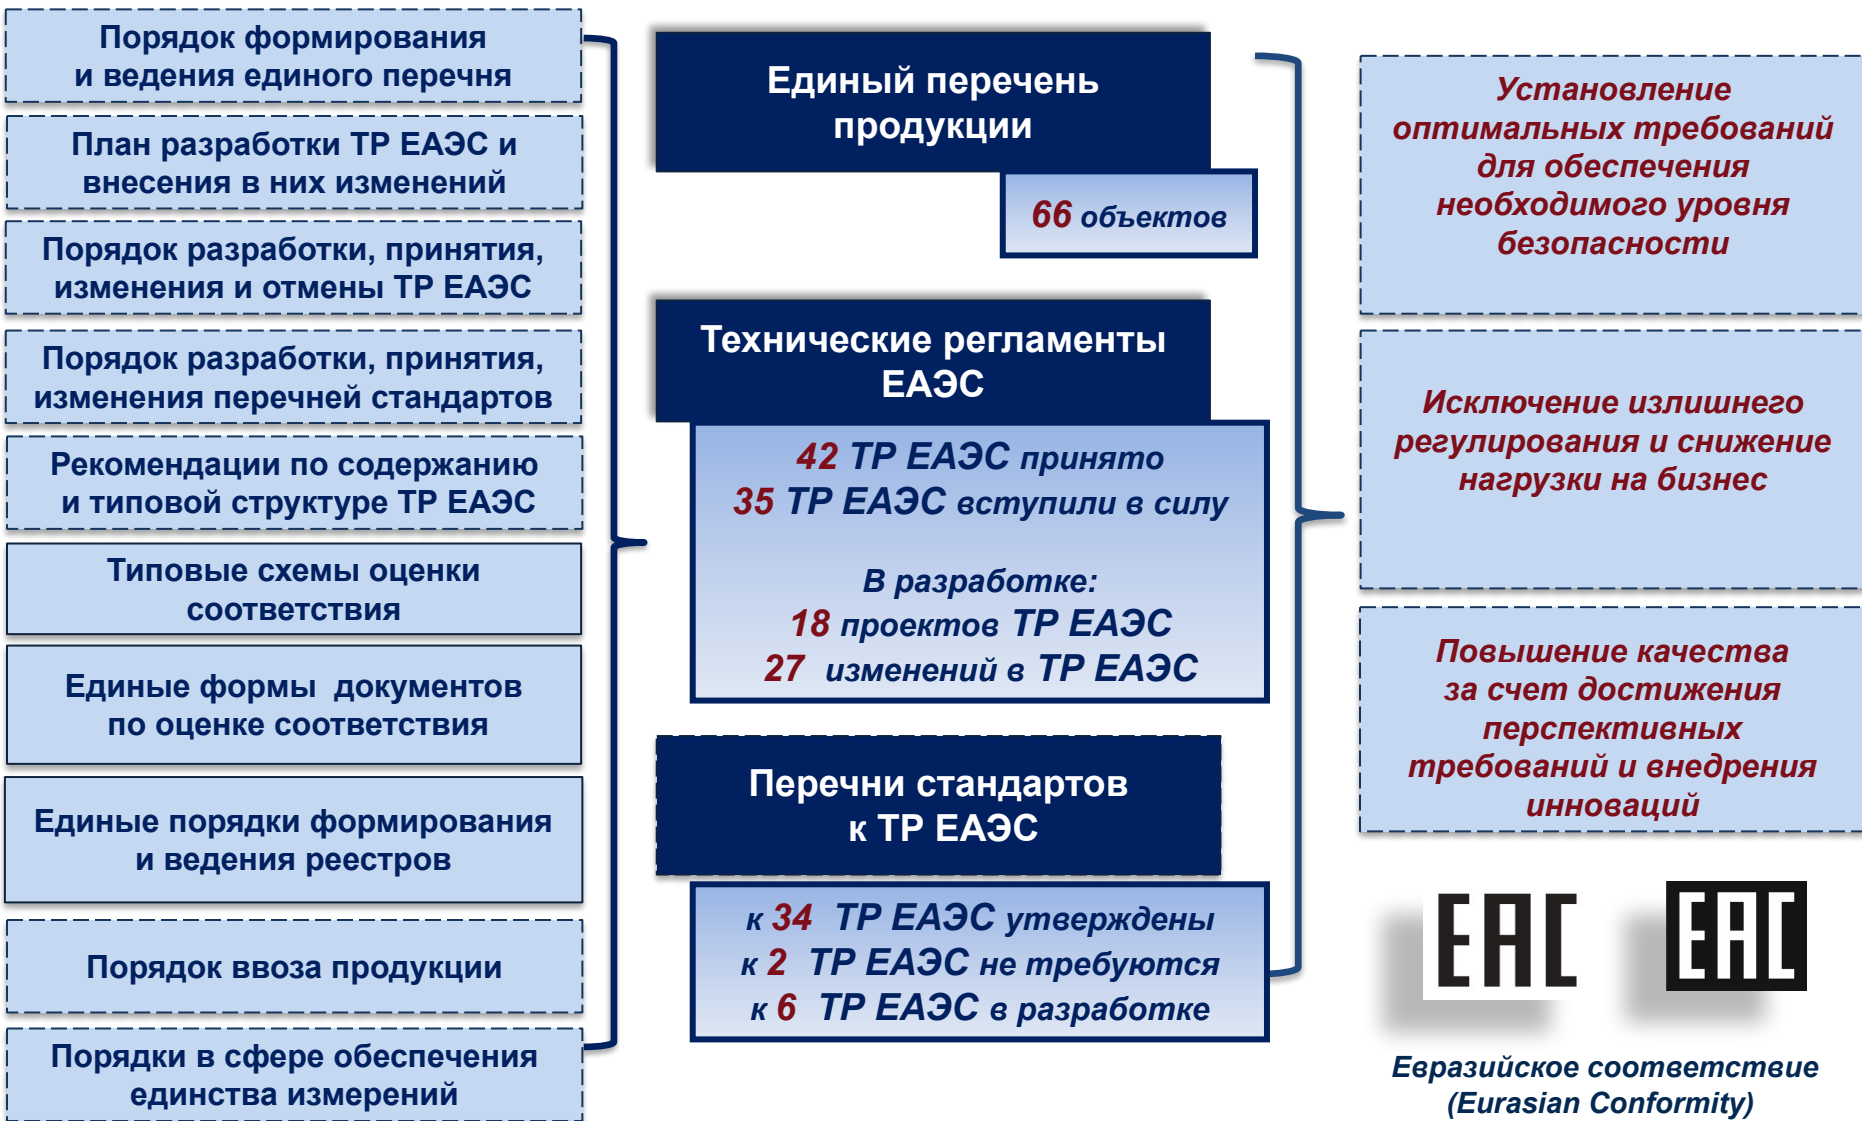 Порядок формирования
и ведения единого перечня
План разработки ТР ЕАЭС и
внесения в них изменений
Порядок разработки, принятия,
изменения и отмены ТР ЕАЭС
Порядок разработки, принятия,
изменения перечней стандартов
Рекомендации по содержанию
и типовой структуре ТР ЕАЭС
Типовые схемы оценки
соответствия
Единые формы документов
по оценке соответствия
Единые порядки формирования
и ведения реестров
Порядок ввоза продукции
Порядки в сфере обеспечения
единства измерений
Единый перечень
продукции
66 объектов
Технические регламенты
ЕАЭС
42 ТР ЕАЭС принято
35 ТР ЕАЭС вступили в силу
В разработке:
18 проектов ТР ЕАЭС
27 изменений в ТР ЕАЭС
Перечни стандартов
к ТР ЕАЭС
к 34 ТР ЕАЭС утверждены
к 2 ТР ЕАЭС не требуются
к 6 ТР ЕАЭС в разработке
Установление
оптимальных требований
для обеспечения
необходимого уровня
безопасности
Исключение излишнего
регулирования и снижение
нагрузки на бизнес
Повышение качества
за счет достижения
перспективных
требований и внедрения
инноваций
EAC
EAC
Евразийское соответствие
(Eurasian Conformity)